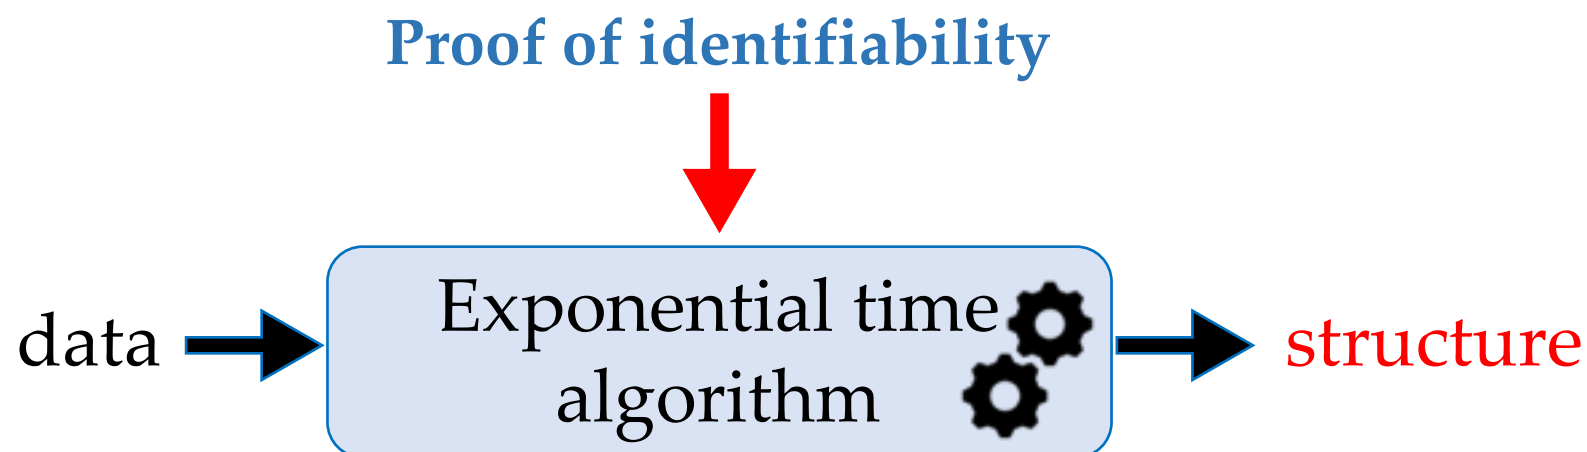 Proof of identifiability
data
Exponential time
algorithm
structure